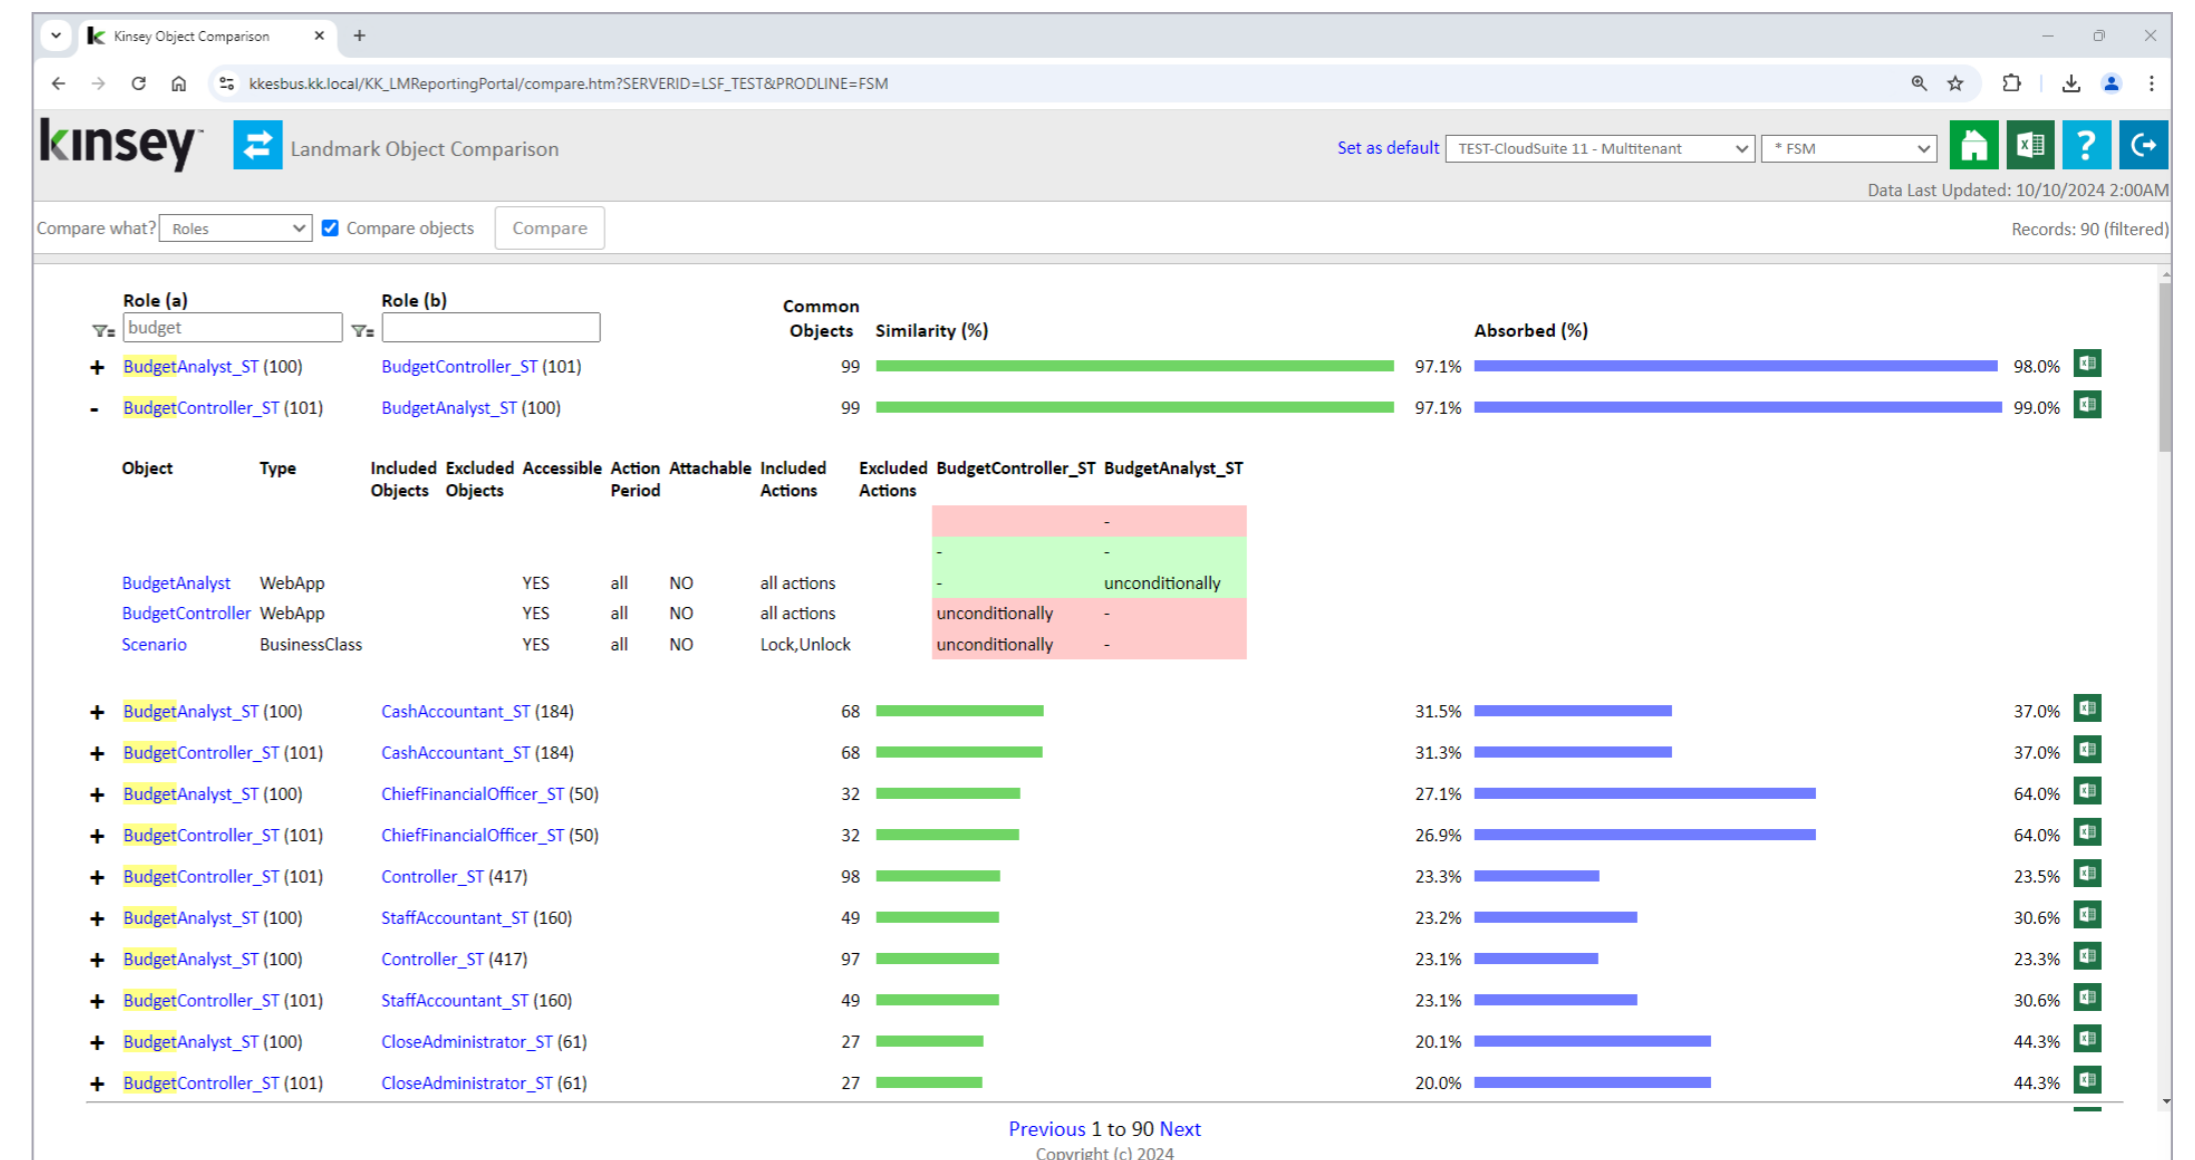 Kinsey Object Comparison
kkesbus.kk.local/KK_LMReportingPortal/compare.htm?SERVERID=LSF_TEST&PRODLINE=FSM
kinsey™ Landmark Object Comparison Set as default TEST-CloudSuite 11 - Multitenant * FSM ?
Data Last Updated: 10/10/2024 2:00AM
Compare what? Roles Compare objects Compare Records: 90 (filtered)
Role (a) Role (b) Common
budget Objects Similarity (%) Absorbed (%)
+ BudgetAnalyst_ST (100) BudgetController_ST (101) 99 97.1% 98.0%
- BudgetController_ST (101) BudgetAnalyst_ST (100) 99 97.1% 99.0%
Object Type Included Excluded Accessible Action Attachable Included Excluded BudgetController_ST BudgetAnalyst_ST
Objects Objects Period Actions Actions
-
- -
BudgetAnalyst WebApp YES all NO all actions - unconditionally
BudgetController WebApp YES all NO all actions unconditionally -
Scenario BusinessClass YES all NO Lock,Unlock unconditionally -
+ BudgetAnalyst_ST (100) CashAccountant_ST (184) 68 31.5% 37.0%
+ BudgetController_ST (101) CashAccountant_ST (184) 68 31.3% 37.0%
+ BudgetAnalyst_ST (100) ChiefFinancialOfficer_ST (50) 32 27.1% 64.0%
+ BudgetController_ST (101) ChiefFinancialOfficer_ST (50) 32 26.9% 64.0%
+ BudgetController_ST (101) Controller_ST (417) 98 23.3% 23.5%
+ BudgetAnalyst_ST (100) StaffAccountant_ST (160) 49 23.2% 30.6%
+ BudgetAnalyst_ST (100) Controller_ST (417) 97 23.1% 23.3%
+ BudgetController_ST (101) StaffAccountant_ST (160) 49 23.1% 30.6%
+ BudgetAnalyst_ST (100) CloseAdministrator_ST (61) 27 20.1% 44.3%
+ BudgetController_ST (101) CloseAdministrator_ST (61) 27 20.0% 44.3%
Previous 1 to 90 Next
Copyright (c) 2024